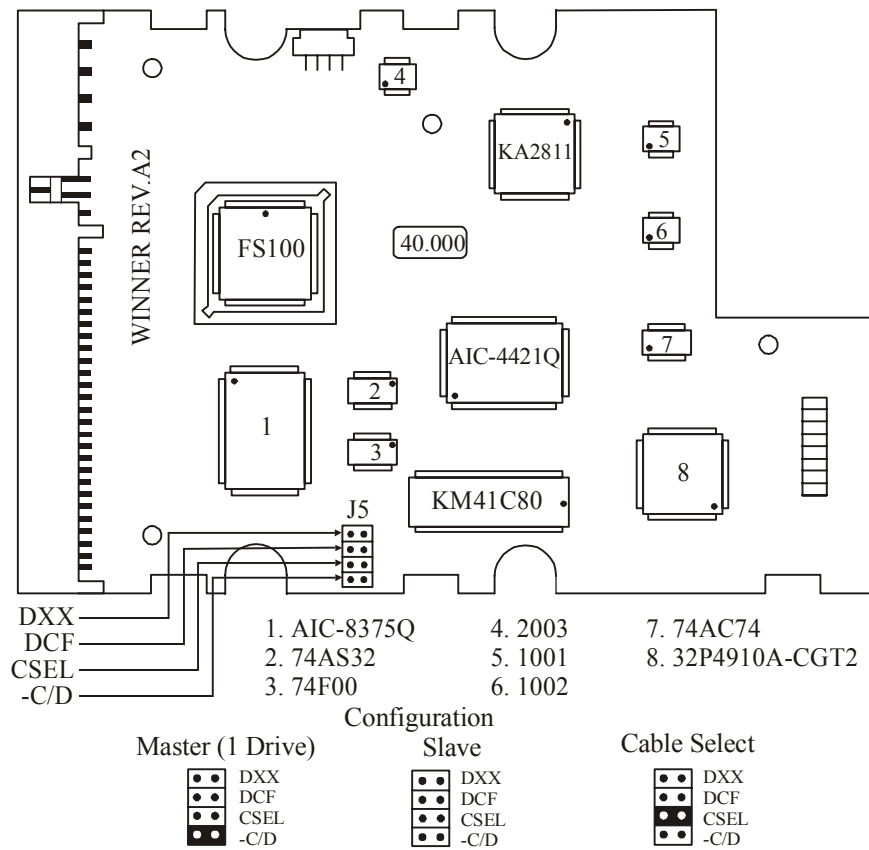 4
KA2811
5
WINNER REV.A2
6
FS100
40.000
7
AIC-4421Q
2
1
3
8
KM41C80
J5
DXX
DCF
CSEL
-C/D
1. AIC-8375Q
2. 74AS32
3. 74F00
4. 2003
5. 1001
6. 1002
7. 74AC74
8. 32P4910A-CGT2
Configuration
Master (1 Drive)
DXX
DCF
CSEL
-C/D
Slave
DXX
DCF
CSEL
-C/D
Cable Select
DXX
DCF
CSEL
-C/D